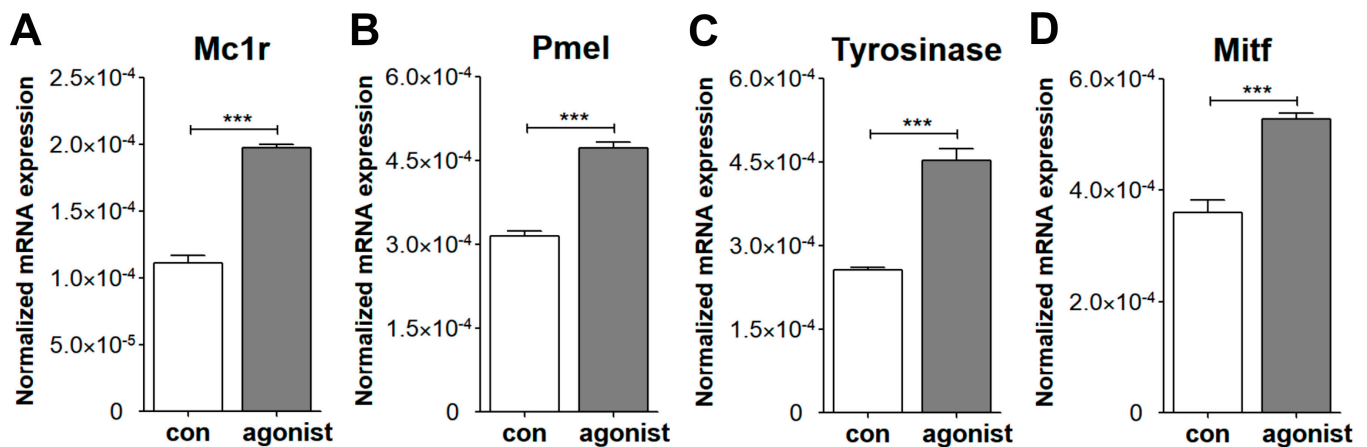 A
Mc1r
Normalized mRNA expression
2.5×10⁻⁴
2.0×10⁻⁴
1.5×10⁻⁴
1.0×10⁻⁴
5.0×10⁻⁵
0
***
con agonist
B
Pmel
Normalized mRNA expression
6.0×10⁻⁴
4.5×10⁻⁴
3.0×10⁻⁴
1.5×10⁻⁴
0
***
con agonist
C
Tyrosinase
Normalized mRNA expression
6.0×10⁻⁴
4.5×10⁻⁴
3.0×10⁻⁴
1.5×10⁻⁴
0
***
con agonist
D
Mitf
Normalized mRNA expression
6.0×10⁻⁴
4.0×10⁻⁴
2.0×10⁻⁴
0
***
con agonist